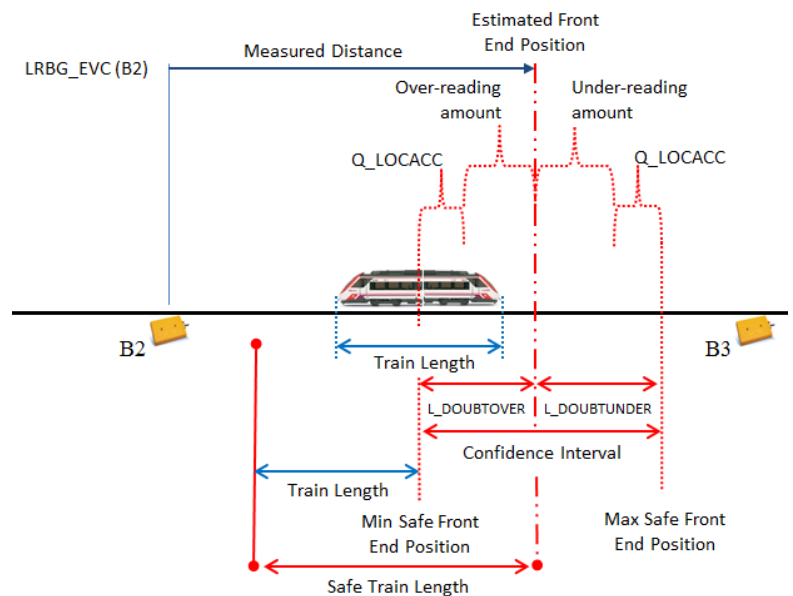 Estimated Front
End Position
Measured Distance
LRBG_EVC (B2)
Over-reading
amount
Under-reading
amount
Q_LOCACC
Q_LOCACC
B2
B3
Train Length
L_DOUBTOVER
L_DOUBTUNDER
Confidence Interval
Train Length
Min Safe Front
End Position
Max Safe Front
End Position
Safe Train Length